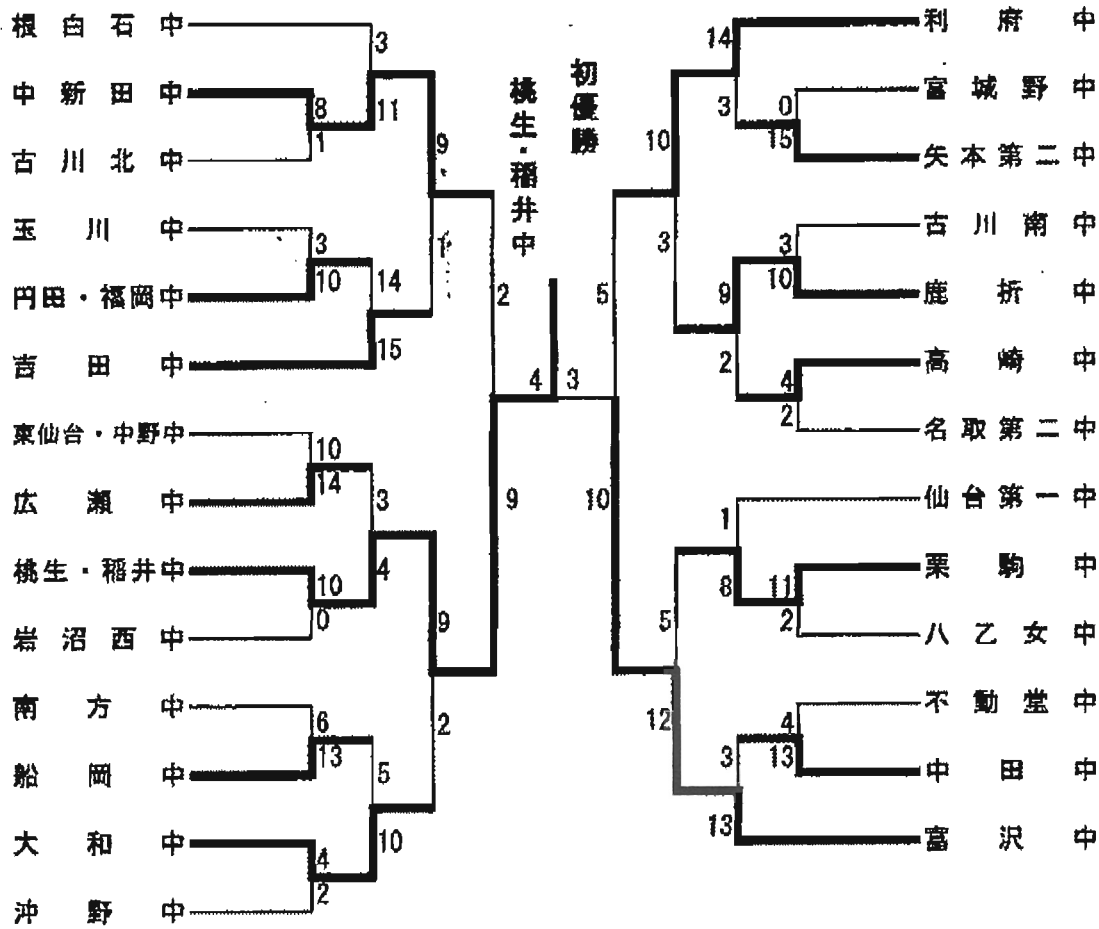 根白石中
3
中新田中
8
11
1
古川北中
9
玉川中
3
10
14
円田・福岡中
1
15
吉田中
2
東仙台・中野中
10
14
広瀬中
3
桃生・稲井中
10
4
0
岩沼西中
9
9
南方中
6
13
船岡中
5
2
大和中
4
10
2
沖野中
初優勝
桃生・稲井中
4
3
利府中
14
宮城野中
0
3
15
矢本第二中
10
古川南中
3
10
鹿折中
3
9
高崎中
4
2
2
名取第二中
5
仙台第一中
1
栗駒中
11
8
2
八乙女中
10
5
不動堂中
4
13
中田中
3
12
13
富沢中